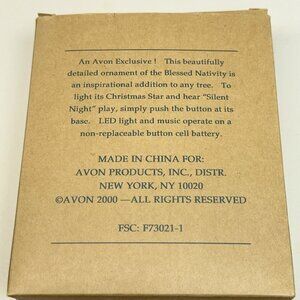 An Avon Exclusive ! This beautifully
detailed ornament of the Blessed Nativity is
an inspirational addition to any tree. To
light its Christmas Star and hear "Silent
Night" play, simply push the button at its
base. LED light and music operate on a
non-replaceable button cell battery.
MADE IN CHINA FOR:
AVON PRODUCTS, INC., DISTR.
NEW YORK, NY 10020
©AVON 2000 —ALL RIGHTS RESERVED
FSC: F73021-1